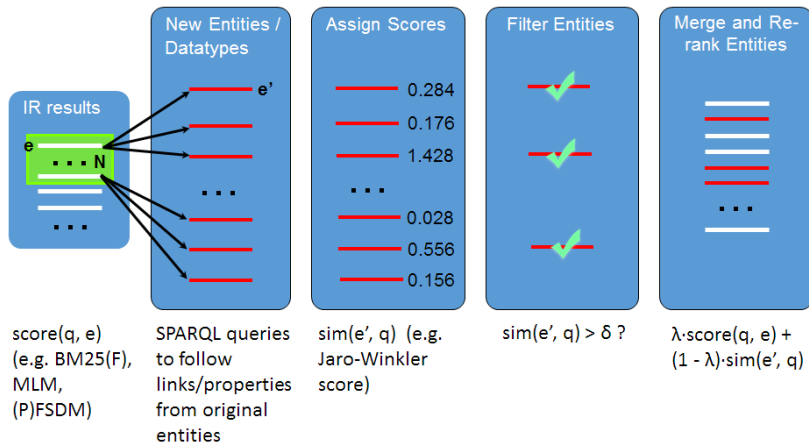 IR results
e
... N
...
New Entities /
Datatypes
e'
...
Assign Scores
0.284
0.176
1.428
...
0.028
0.556
0.156
Filter Entities
Merge and Re-
rank Entities
...
score(q, e)
(e.g. BM25(F),
MLM,
(P)FSDM)
SPARQL queries
to follow
links/properties
from original
entities
sim(e', q) (e.g.
Jaro-Winkler
score)
sim(e', q) > δ ?
λ·score(q, e) +
(1 - λ)·sim(e', q)